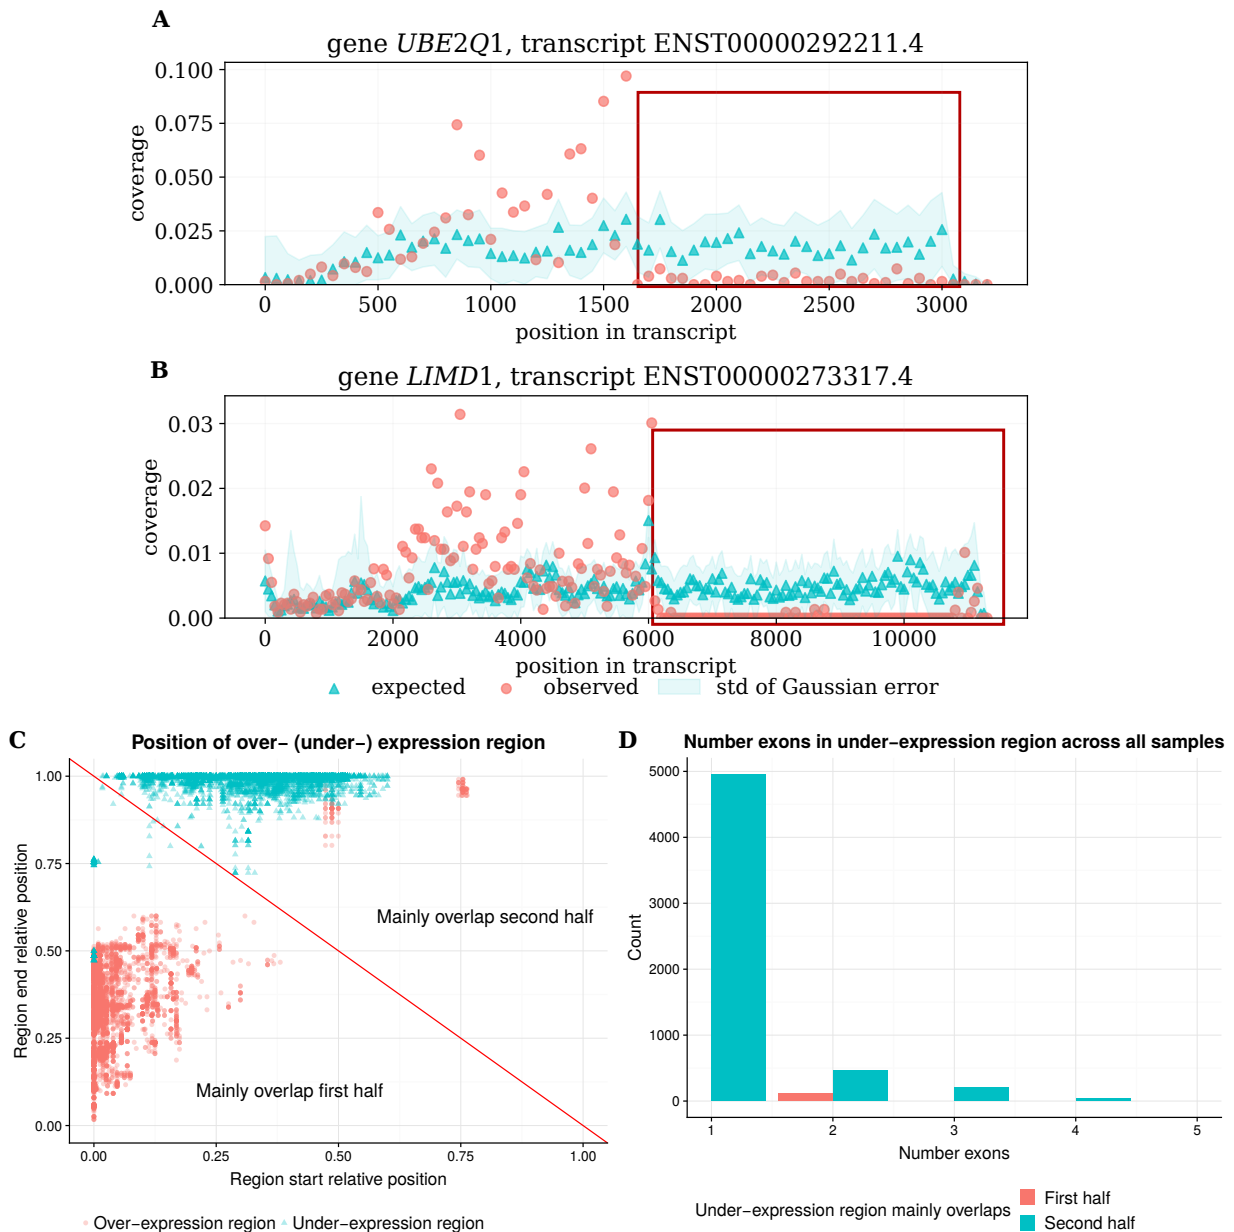 A
gene UBE2Q1, transcript ENST00000292211.4
coverage
0.100
0.075
0.050
0.025
0.000
0 500 1000 1500 2000 2500 3000
position in transcript
B
gene LIMD1, transcript ENST00000273317.4
coverage
0.03
0.02
0.01
0.00
0 2000 4000 6000 8000 10000
position in transcript
expected observed std of Gaussian error
C
Position of over− (under−) expression region
Region end relative position
1.00
0.75
0.50
0.25
0.00
Mainly overlap second half
Mainly overlap first half
0.00 0.25 0.50 0.75 1.00
Region start relative position
Over−expression region Under−expression region
D
Number exons in under−expression region across all samples
Count
5000
4000
3000
2000
1000
0
1 2 3 4 5
Number exons
Under−expression region mainly overlaps
First half
Second half